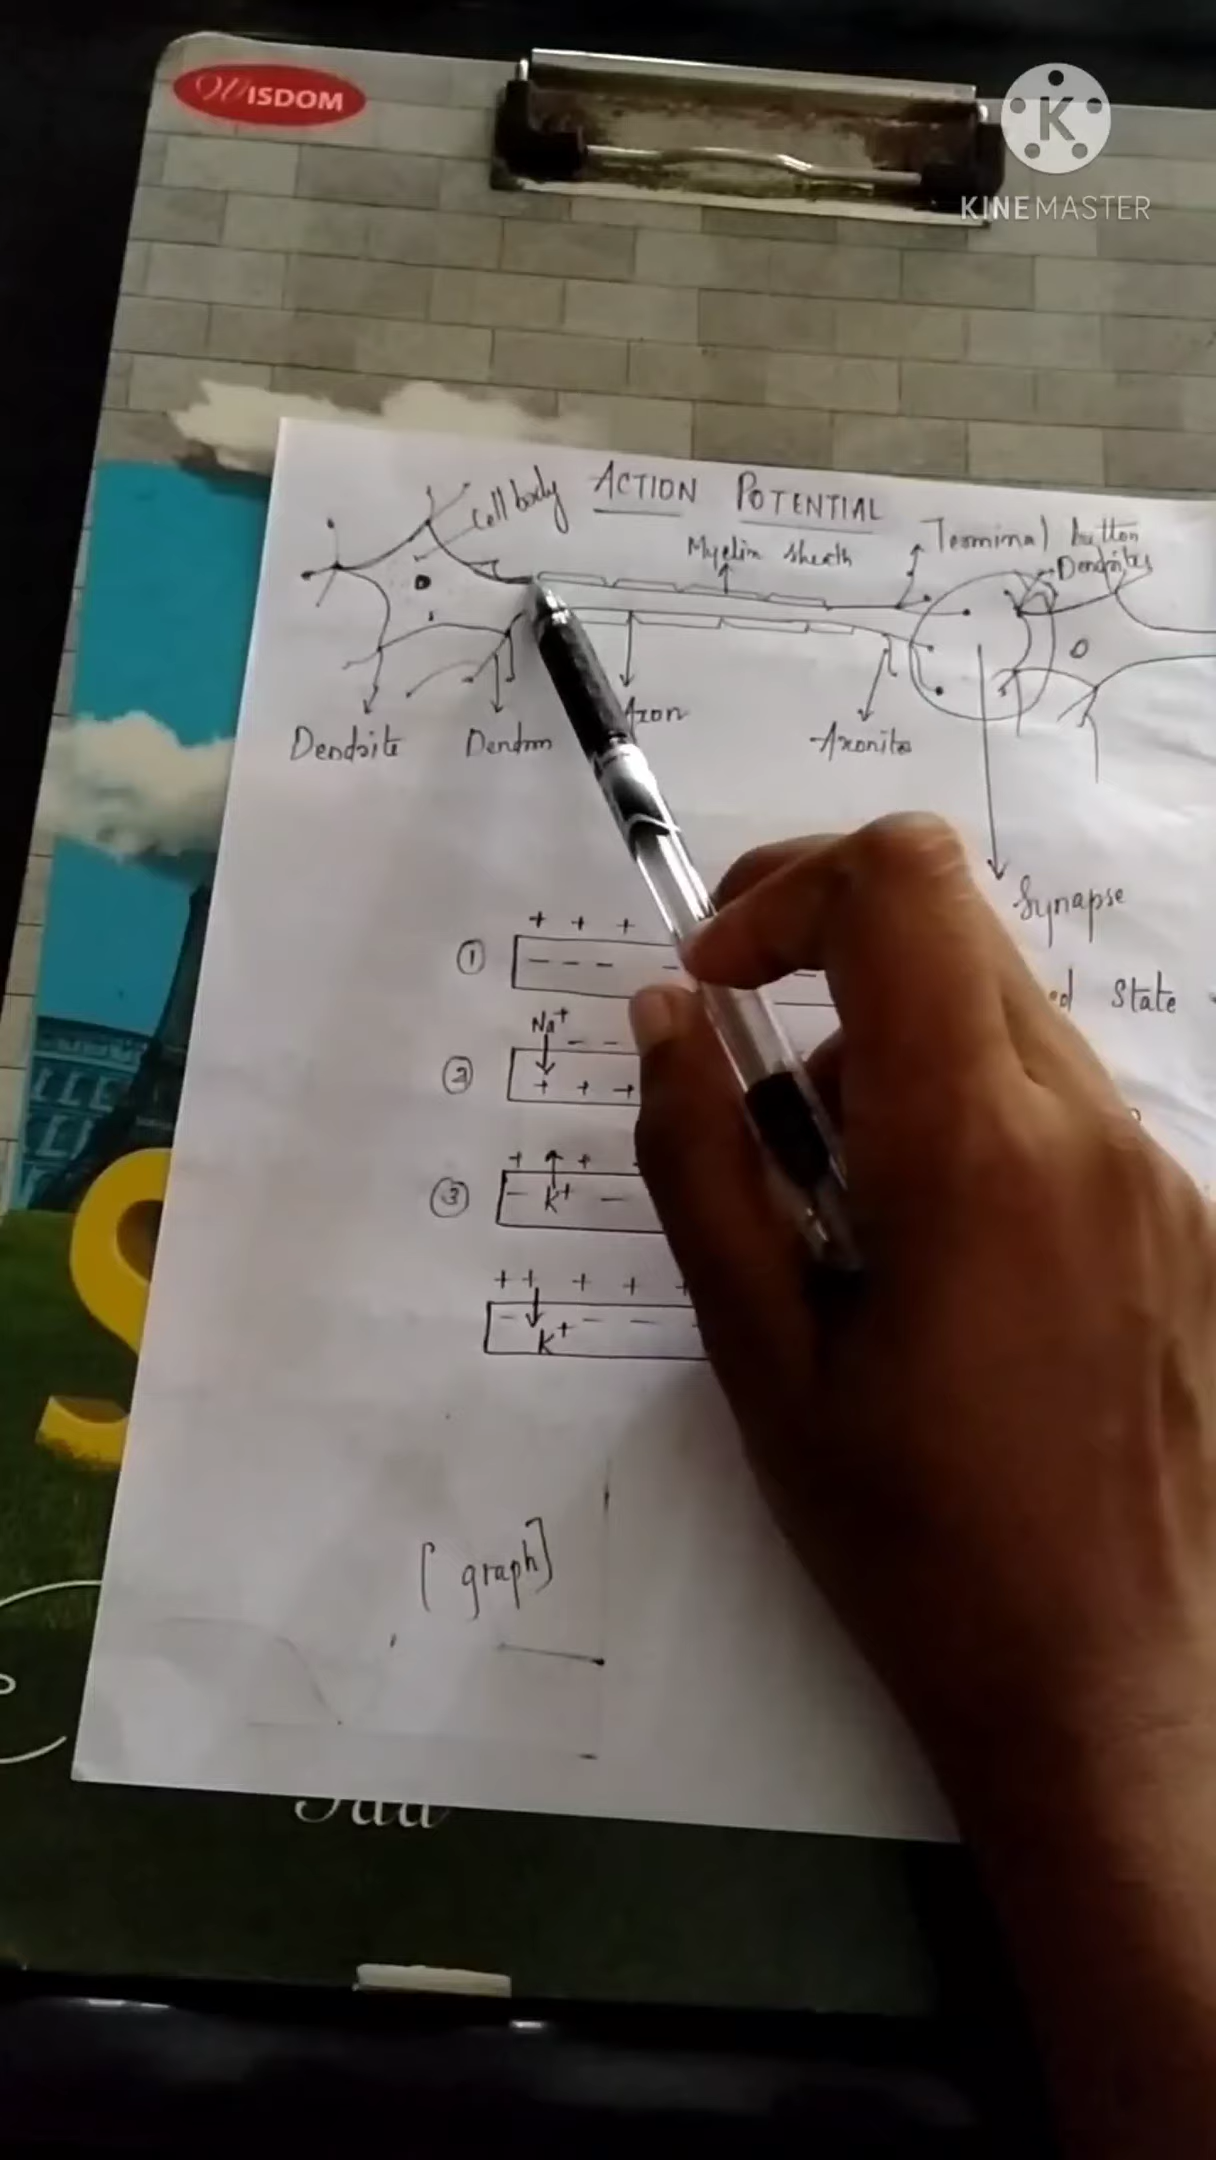 WISDOM
K
KINEMASTER
ACTION POTENTIAL
Cell body
Myelin sheath
Terminal button
Dendrites
Axon
Dendrite
Dendron
Axonite
Synapse
+ + +
① - - - -
State
Na+
- -
② + + +
+ +
③ - K+ -
+ + + + +
- - -
K+
[graph]